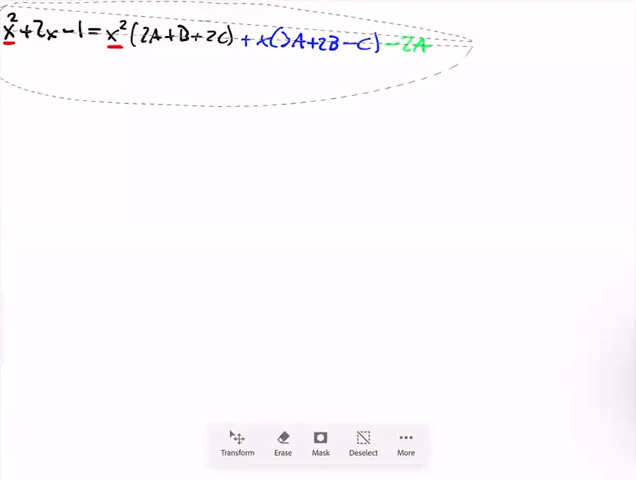 x² + 2x - 1 = x² (2A + B + 2C) + x(3A + 2B - C) - 2A
Transform Erase Mask Deselect More